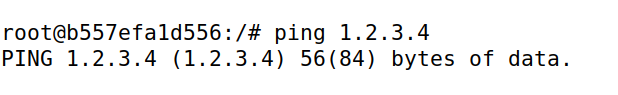 root@b557efa1d556:/# ping 1.2.3.4
PING 1.2.3.4 (1.2.3.4) 56(84) bytes of data.